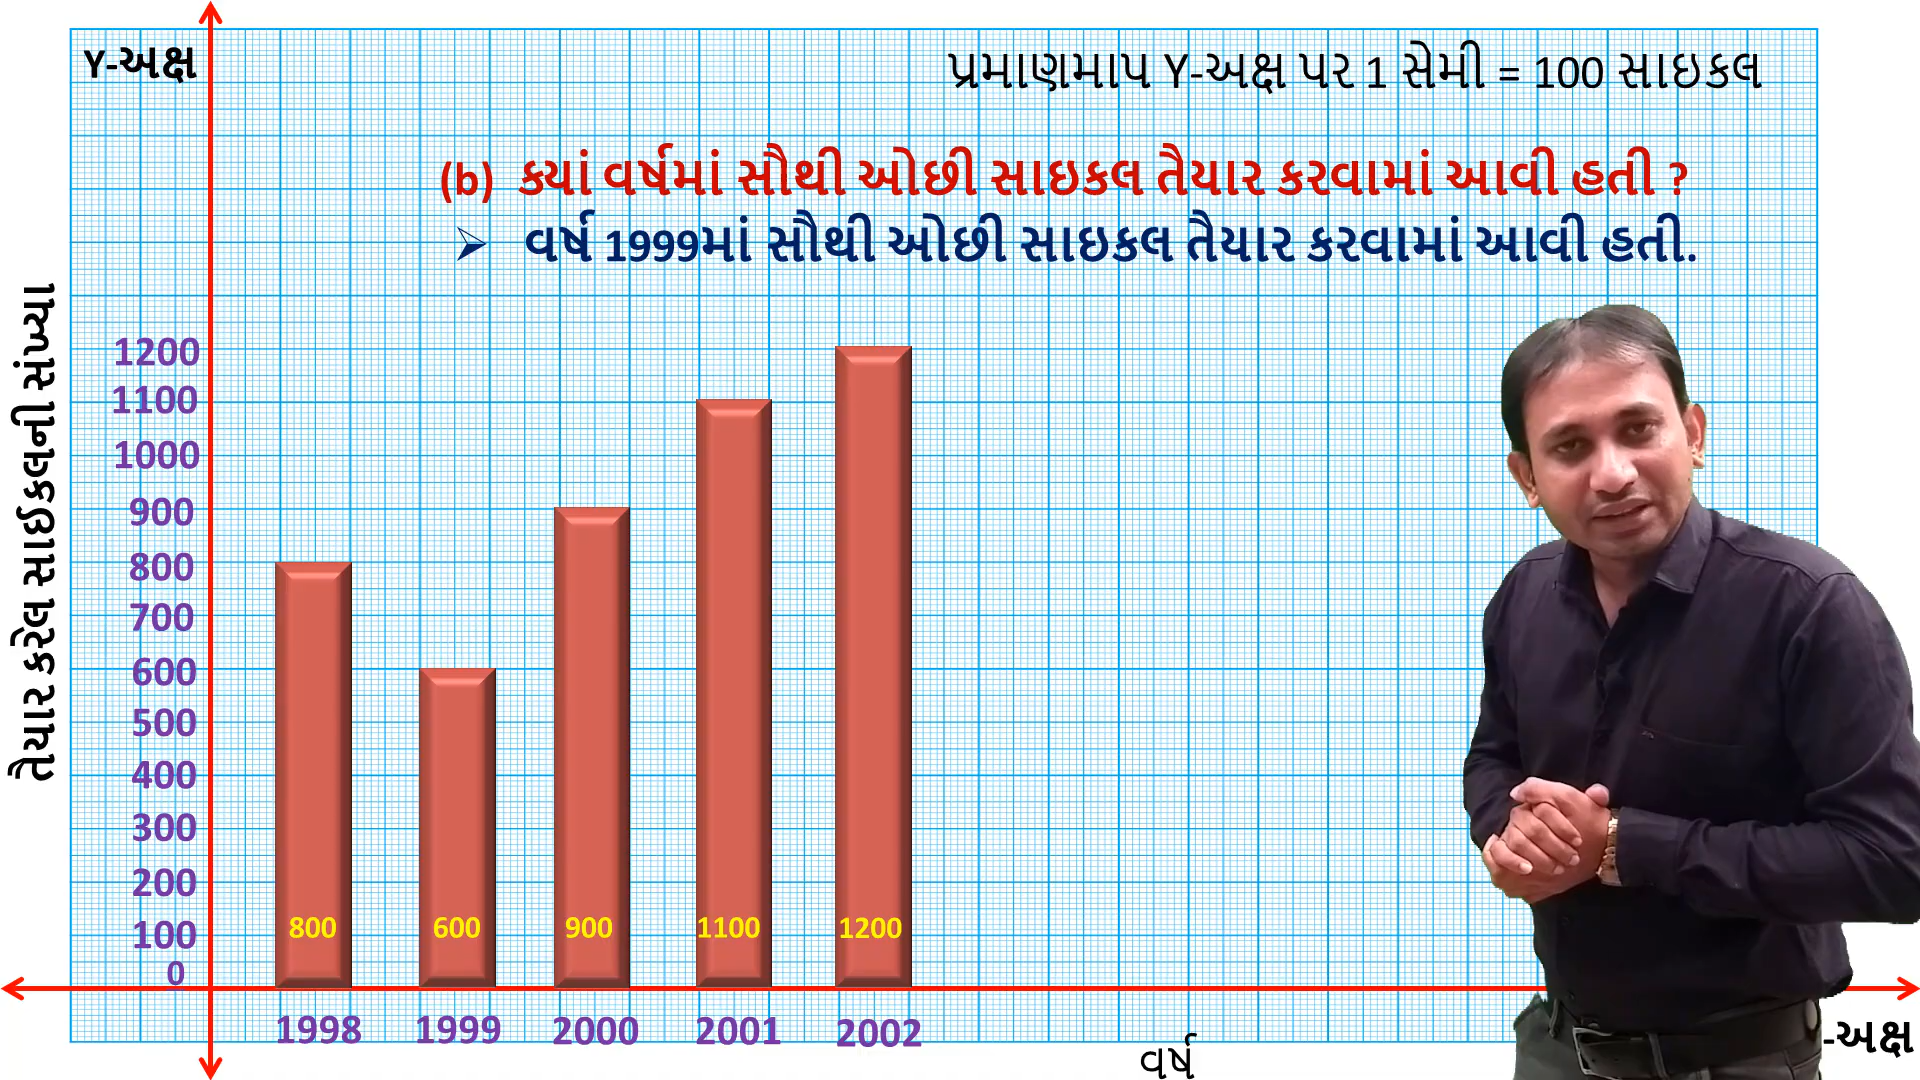 Y-અક્ષ
પ્રમાણમાપ Y-અક્ષ પર 1 સેમી = 100 સાઇકલ
(b) ક્યાં વર્ષમાં સૌથી ઓછી સાઇકલ તૈયાર કરવામાં આવી હતી ?
➢ વર્ષ 1999માં સૌથી ઓછી સાઇકલ તૈયાર કરવામાં આવી હતી.
તૈયાર કરેલ સાઇકલની સંખ્યા
1200
1100
1000
900
800
700
600
500
400
300
200
100
0
800 600 900 1100 1200
1998 1999 2000 2001 2002
વર્ષ
-અક્ષ